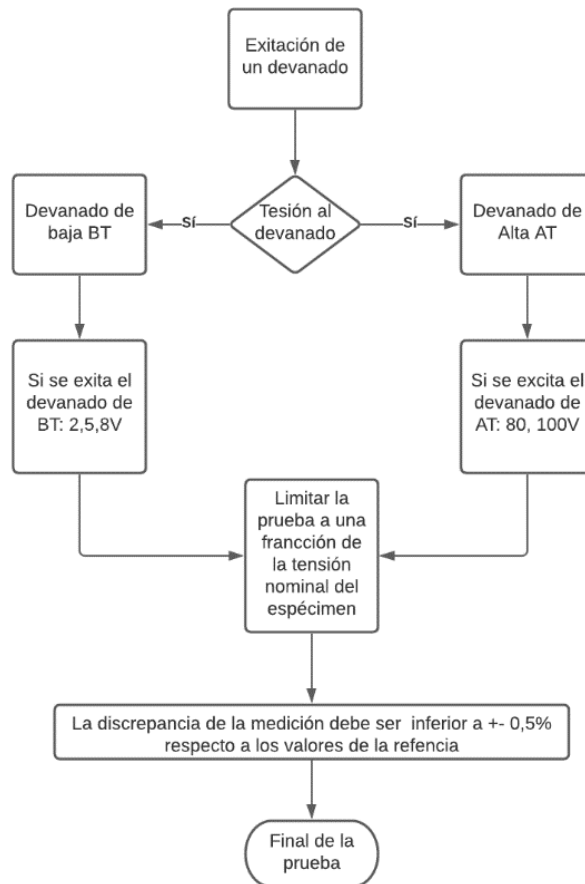 Exitación de
un devanado
Tesión al
devanado
Sí
Sí
Devanado de
baja BT
Devanado de
Alta AT
Si se exita el
devanado de
BT: 2,5,8V
Si se excita el
devanado de
AT: 80, 100V
Limitar la
prueba a una
francción de
la tensión
nominal del
espécimen
La discrepancia de la medición debe ser inferior a +- 0,5%
respecto a los valores de la refencia
Final de la
prueba